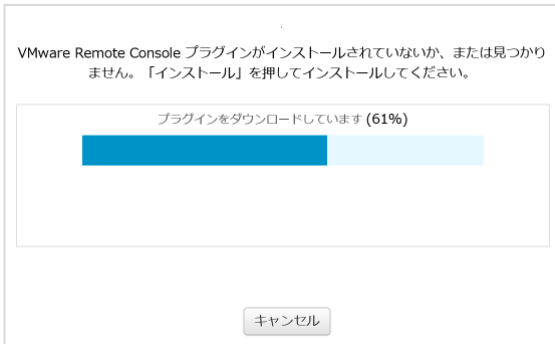 VMware Remote Console プラグインがインストールされていないか、または見つかり
ません。「インストール」を押してインストールしてください。
プラグインをダウンロードしています (61%)
キャンセル